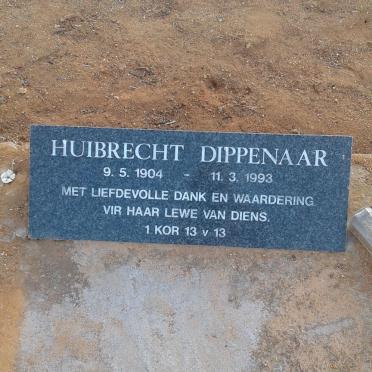 HUIBRECHT DIPPENAAR
9. 5. 1904 - 11. 3. 1993
MET LIEFDEVOLLE DANK EN WAARDERING
VIR HAAR LEWE VAN DIENS.
1 KOR 13 v 13